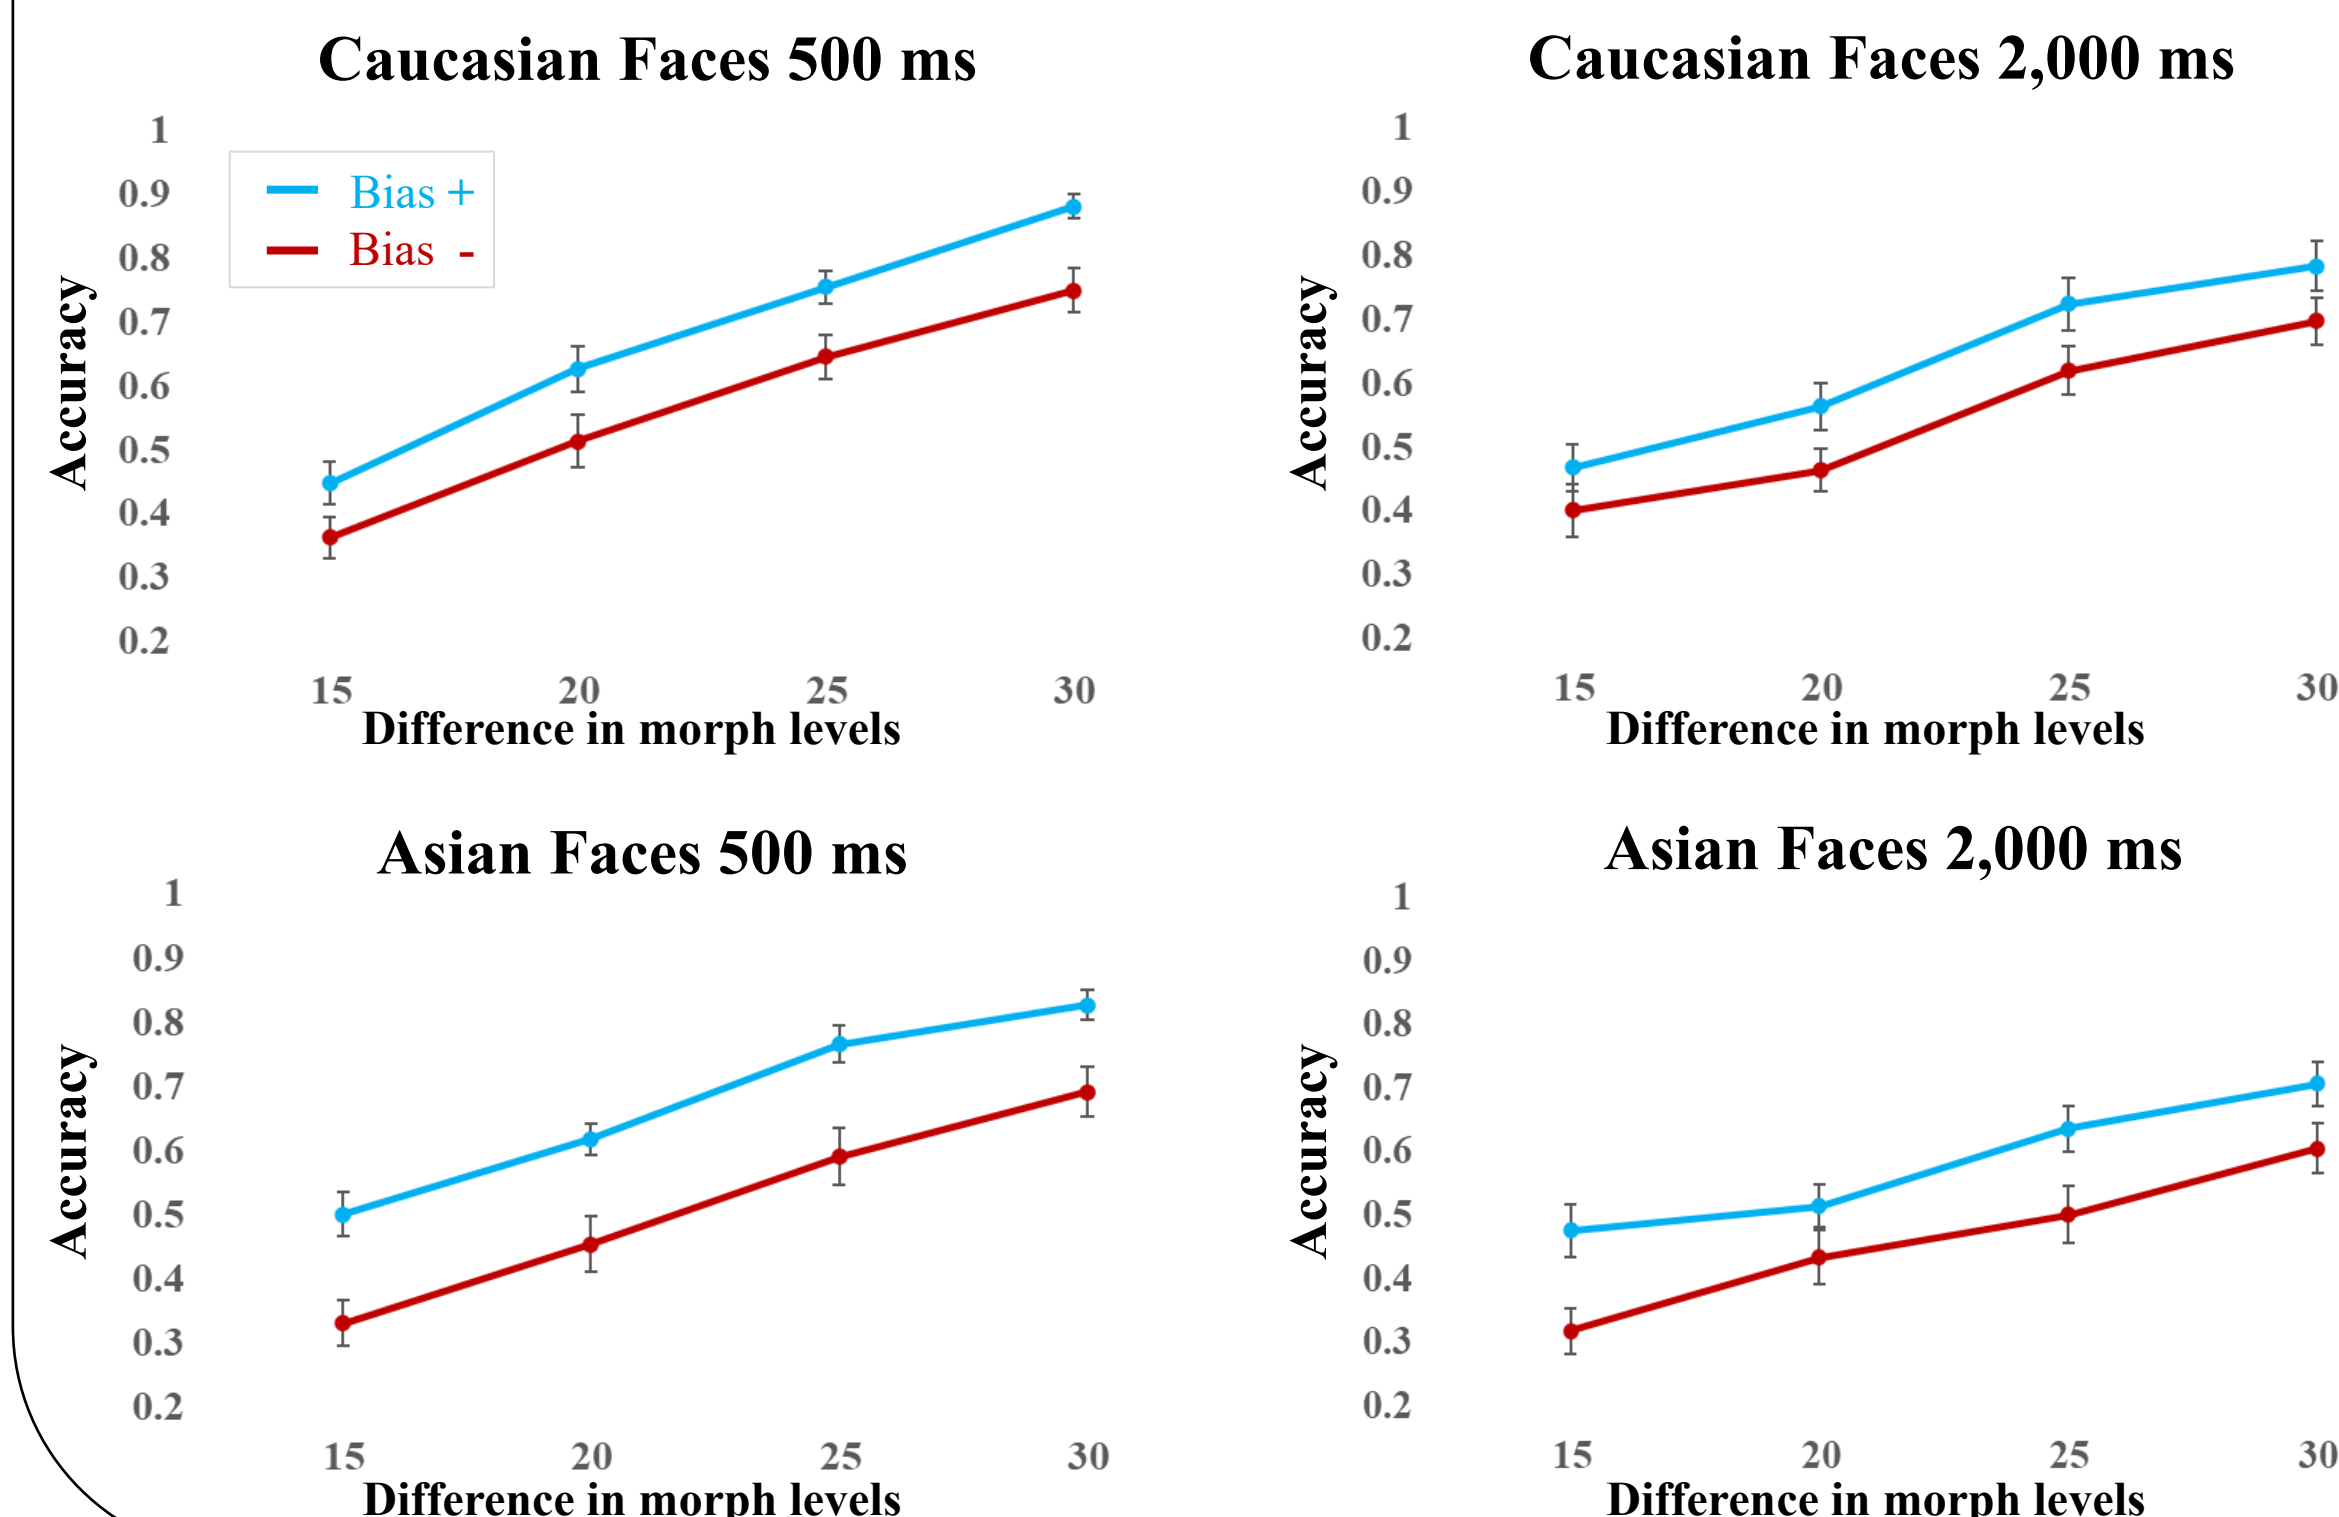 Caucasian Faces 500 ms
1
0.9
0.8
0.7
0.6
0.5
0.4
0.3
0.2
Bias +
Bias -
Accuracy
15 20 25 30
Difference in morph levels
Caucasian Faces 2,000 ms
1
0.9
0.8
0.7
0.6
0.5
0.4
0.3
0.2
Accuracy
15 20 25 30
Difference in morph levels
Asian Faces 500 ms
1
0.9
0.8
0.7
0.6
0.5
0.4
0.3
0.2
Accuracy
15 20 25 30
Difference in morph levels
Asian Faces 2,000 ms
1
0.9
0.8
0.7
0.6
0.5
0.4
0.3
0.2
Accuracy
15 20 25 30
Difference in morph levels